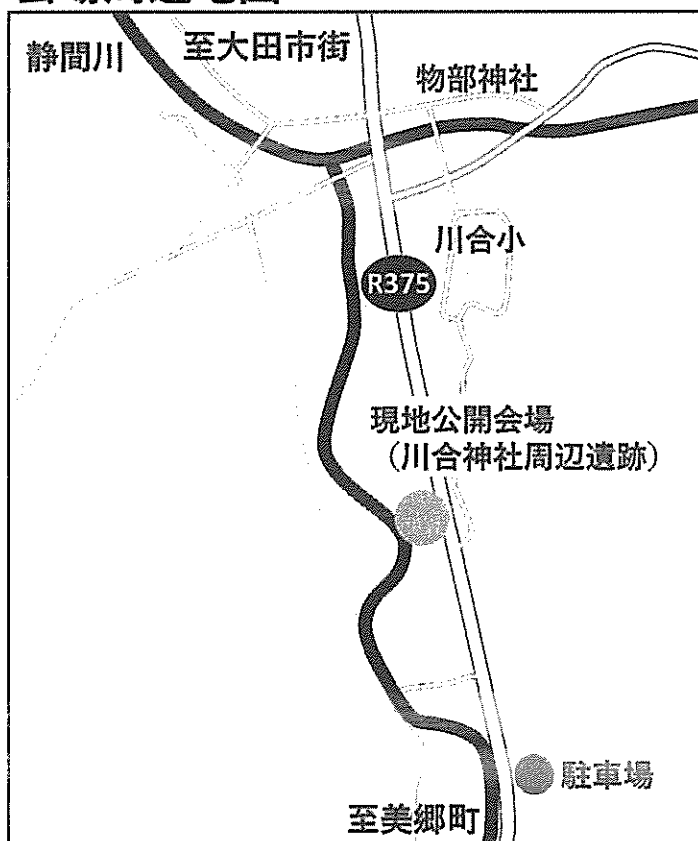 静間川
至大田市街
物部神社
川合小
R375
現地公開会場
(川合神社周辺遺跡)
駐車場
至美郷町